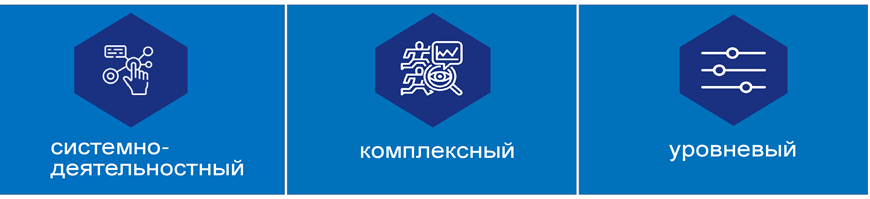 системно-
деятельностный
комплексный
уровневый